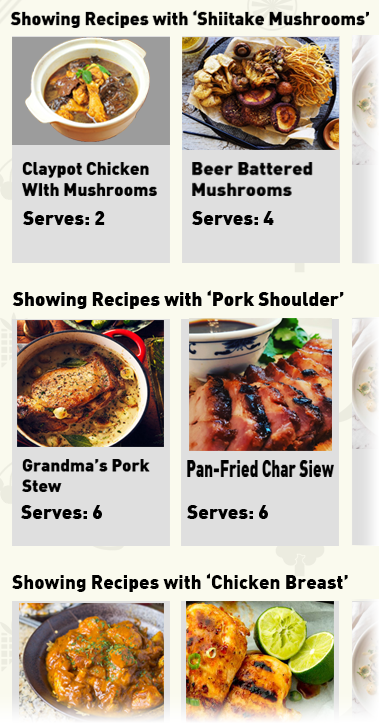 Showing Recipes with ‘Shiitake Mushrooms’
Claypot Chicken
WIth Mushrooms
Serves: 2
Beer Battered
Mushrooms
Serves: 4
Showing Recipes with ‘Pork Shoulder’
Grandma’s Pork
Stew
Serves: 6
Pan-Fried Char Siew
Serves: 6
Showing Recipes with ‘Chicken Breast’